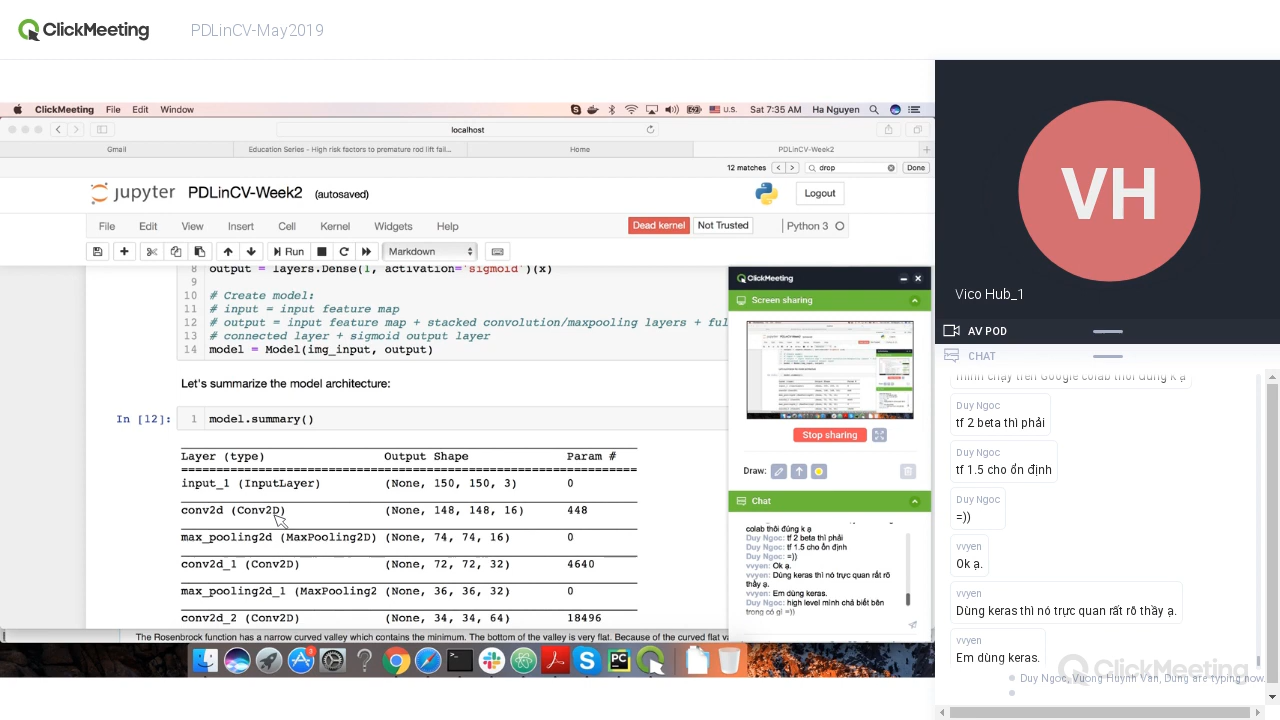 ClickMeeting PDLinCV-May2019
ClickMeeting File Edit Window U.S. Sat 7:35 AM Ha Nguyen
localhost
Gmail Education Series - High risk factors to premature rod lift fail... Home PDLinCV-Week2
12 matches drop Done
jupyter PDLinCV-Week2 (autosaved) Logout
File Edit View Insert Cell Kernel Widgets Help Dead kernel Not Trusted Python 3
Run Markdown
8 output = layers.Dense(1, activation='sigmoid')(x)
9
10 # Create model:
11 # input = input feature map
12 # output = input feature map + stacked convolution/maxpooling layers + ful
13 # connected layer + sigmoid output layer
14 model = Model(img_input, output)
Let's summarize the model architecture:
In [12]: model.summary()
Layer (type) Output Shape Param #
=================================================================
input_1 (InputLayer) (None, 150, 150, 3) 0
conv2d (Conv2D) (None, 148, 148, 16) 448
max_pooling2d (MaxPooling2D) (None, 74, 74, 16) 0
conv2d_1 (Conv2D) (None, 72, 72, 32) 4640
max_pooling2d_1 (MaxPooling2 (None, 36, 36, 32) 0
conv2d_2 (Conv2D) (None, 34, 34, 64) 18496
The Rosenbrock function has a narrow curved valley which contains the minimum. The bottom of the valley is very flat. Because of the curved flat va
3
ClickMeeting
Screen sharing
Stop sharing
Draw:
Chat
colab thôi đúng k ạ
Duy Ngoc: tf 2 beta thì phải
Duy Ngoc: tf 1.5 cho ổn định
Duy Ngoc: =))
vvyen: Ok ạ.
vvyen: Dùng keras thì nó trực quan rất rõ
thầy ạ.
vvyen: Em dùng keras.
Duy Ngoc: high level mình chả biết bên
trong có gì =))
VH
Vico Hub_1
AV POD
CHAT
mình chạy trên Google colab thôi đúng k ạ
Duy Ngoc
tf 2 beta thì phải
Duy Ngoc
tf 1.5 cho ổn định
Duy Ngoc
=))
vvyen
Ok ạ.
vvyen
Dùng keras thì nó trực quan rất rõ thầy ạ.
vvyen
Em dùng keras.
ClickMeeting
Duy Ngoc, Vuong Huynh Van, Dung are typing now.